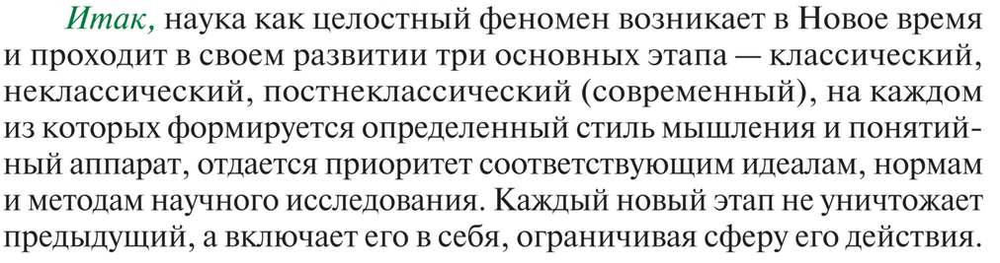 Итак, наука как целостный феномен возникает в Новое время
и проходит в своем развитии три основных этапа — классический,
неклассический, постнеклассический (современный), на каждом
из которых формируется определенный стиль мышления и понятий-
ный аппарат, отдается приоритет соответствующим идеалам, нормам
и методам научного исследования. Каждый новый этап не уничтожает
предыдущий, а включает его в себя, ограничивая сферу его действия.